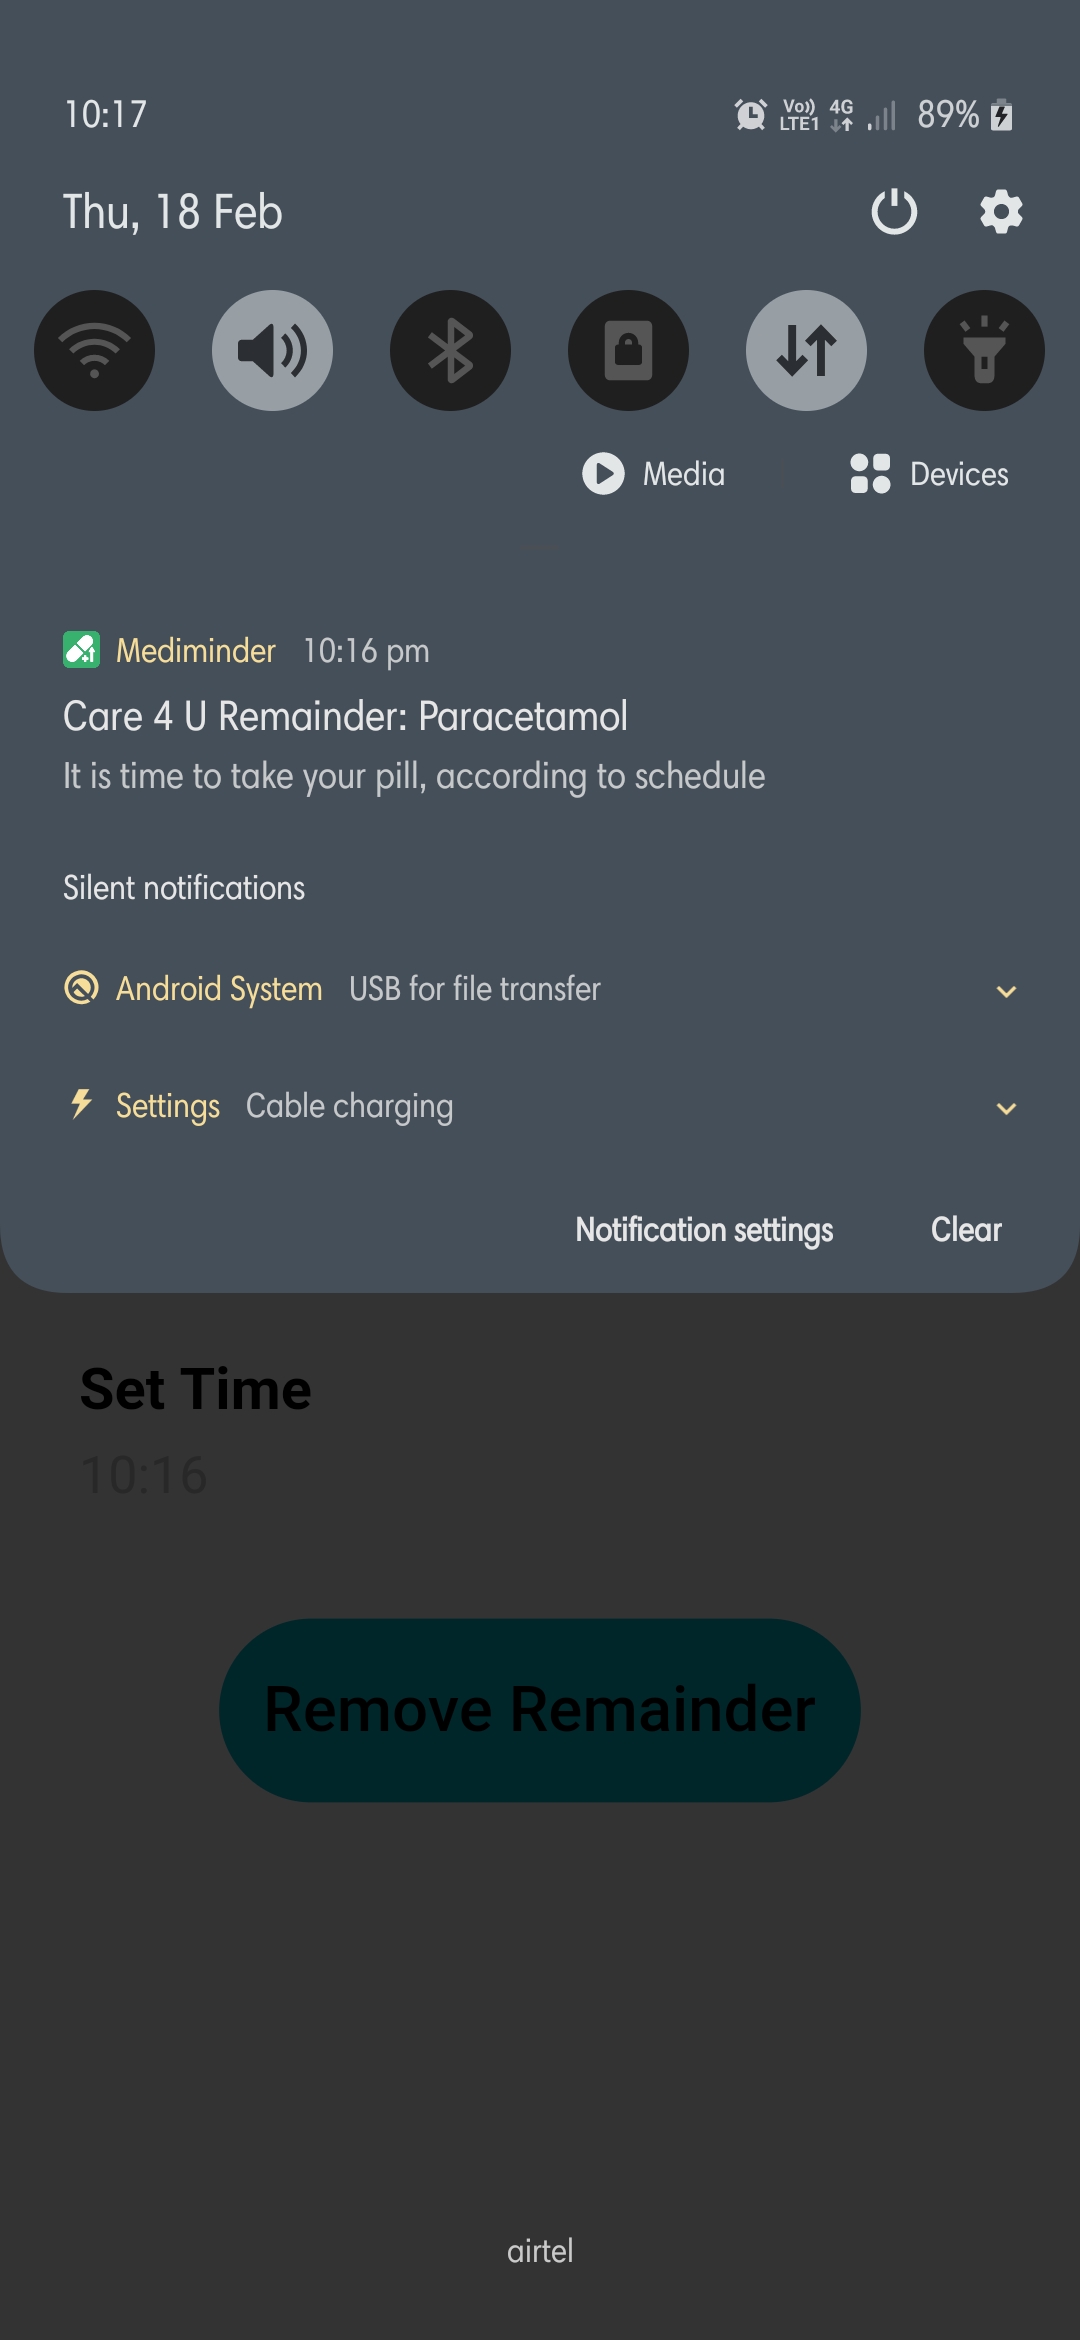 10:17
Vo)) LTE1 4G 89%
Thu, 18 Feb
Media
Devices
Mediminder 10:16 pm
Care 4 U Remainder: Paracetamol
It is time to take your pill, according to schedule
Silent notifications
Android System USB for file transfer
Settings Cable charging
Notification settings Clear
Set Time
10:16
Remove Remainder
airtel